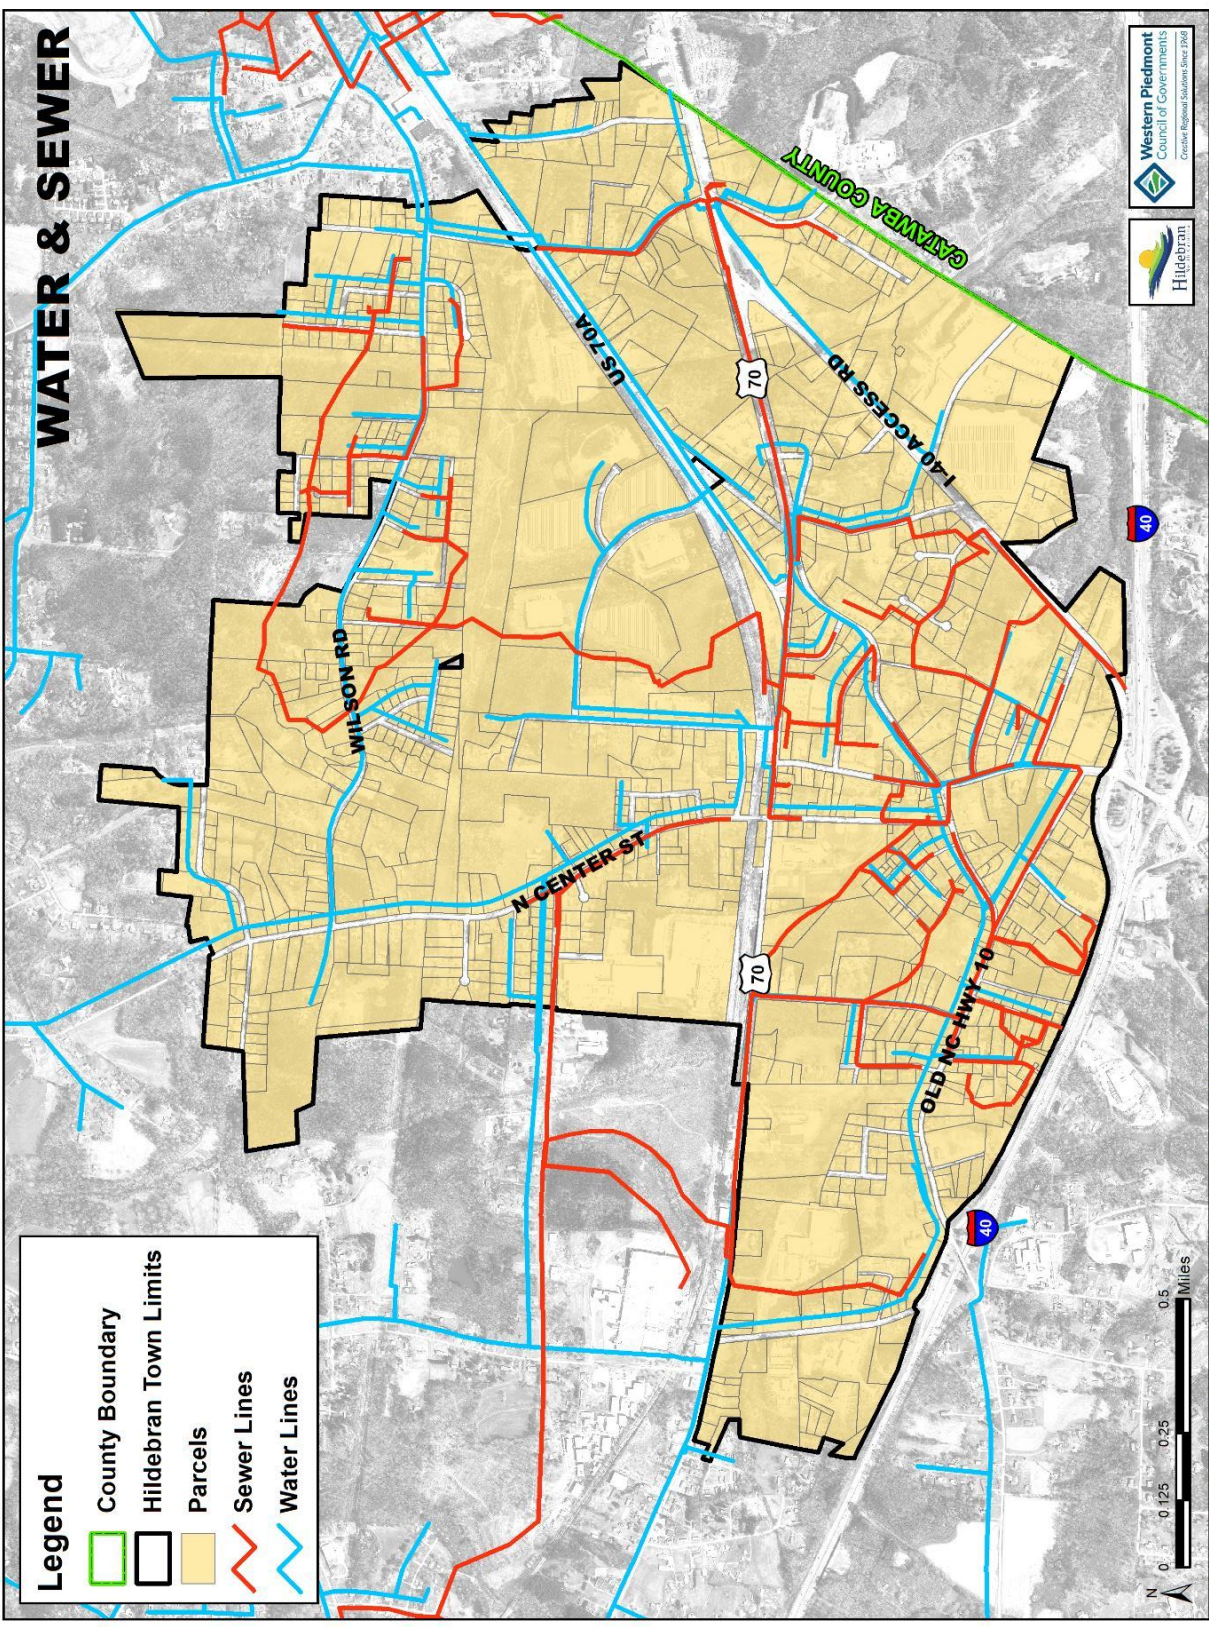 WATER & SEWER
Legend
County Boundary
Hildebran Town Limits
Parcels
Sewer Lines
Water Lines
WILSON RD
N CENTER ST
US 70A
70
I-40 ACCESS RD
CATAWBA COUNTY
70
OLD NC HWY 10
40
40
N
0
0.125
0.25
0.5
Miles
Hildebran
Western Piedmont
Council of Governments
Creative Regional Solutions Since 1968